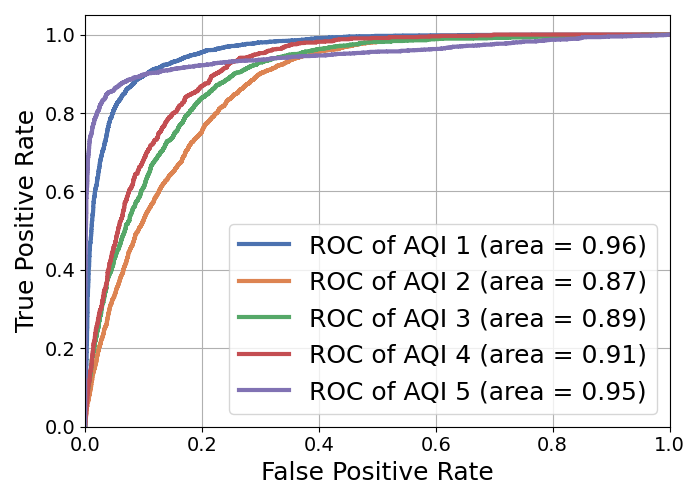 1.0
0.8
0.6
0.4
0.2
0.0
True Positive Rate
ROC of AQI 1 (area = 0.96)
ROC of AQI 2 (area = 0.87)
ROC of AQI 3 (area = 0.89)
ROC of AQI 4 (area = 0.91)
ROC of AQI 5 (area = 0.95)
0.0 0.2 0.4 0.6 0.8 1.0
False Positive Rate